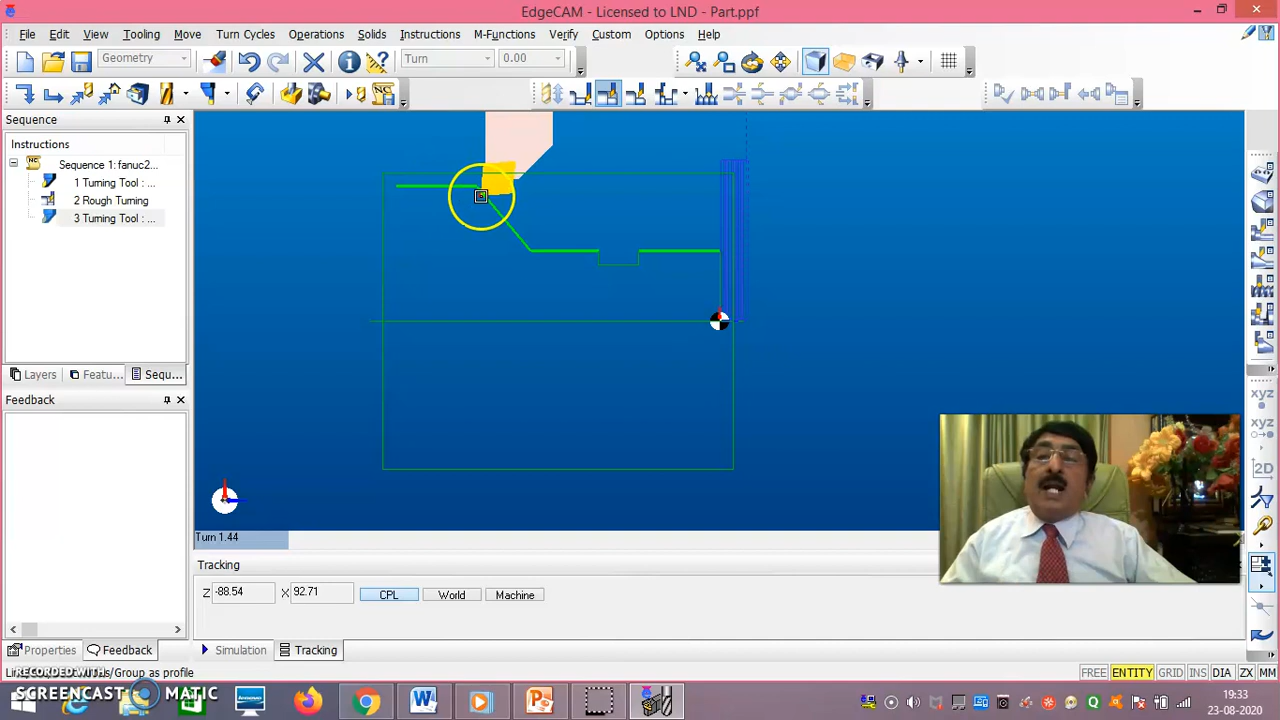 EdgeCAM - Licensed to LND - Part.ppf
File Edit View Tooling Move Turn Cycles Operations Solids Instructions M-Functions Verify Custom Options Help
Geometry Turn 0.00
Sequence
Instructions
Sequence 1: fanuc2...
1 Turning Tool : ...
2 Rough Turning
3 Turning Tool : ...
Layers Featu... Sequ...
Feedback
Turn 1.44
Tracking
Z -88.54 X 92.71 CPL World Machine
Properties Feedback Simulation Tracking
/Group as profile
FREE ENTITY GRID INS DIA ZX MM
RECORDED WITH
SCREENCAST MATIC
xyz
xyz
2D
19:33
23-08-2020